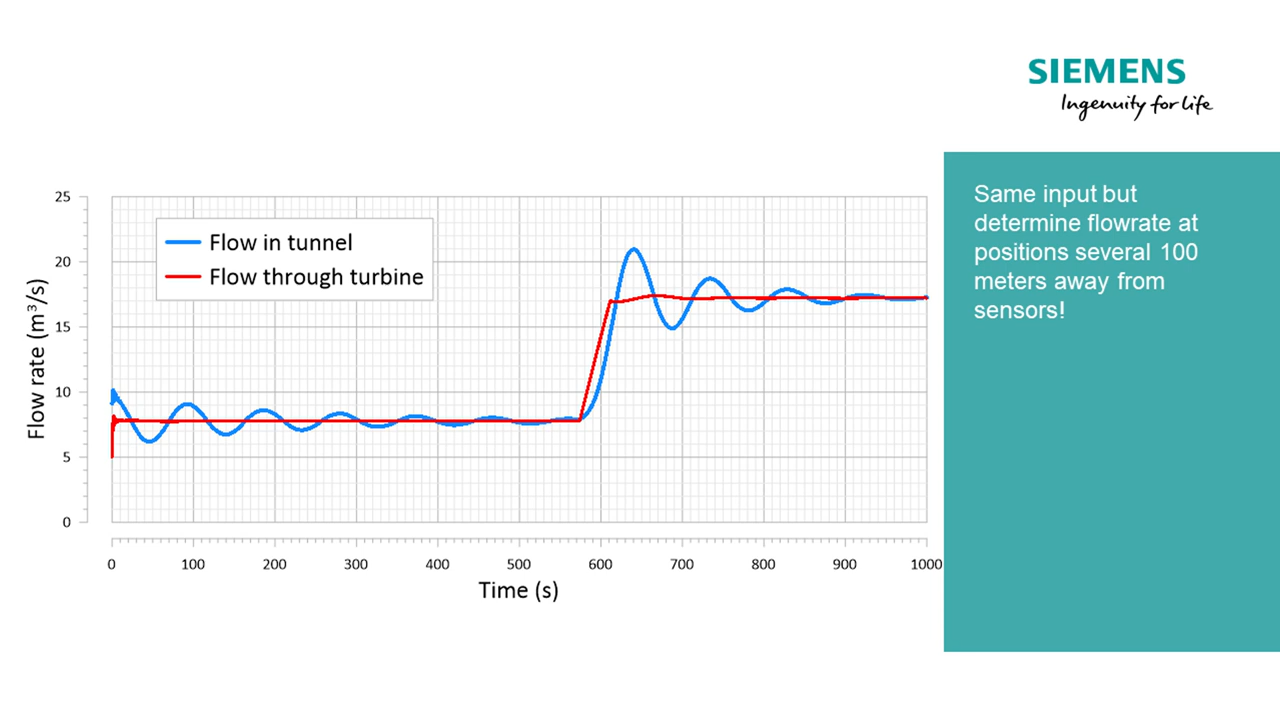 SIEMENS
Ingenuity for life
Same input but
determine flowrate at
positions several 100
meters away from
sensors!
25
20
15
10
5
0
Flow rate (m³/s)
Flow in tunnel
Flow through turbine
0 100 200 300 400 500 600 700 800 900 1000
Time (s)